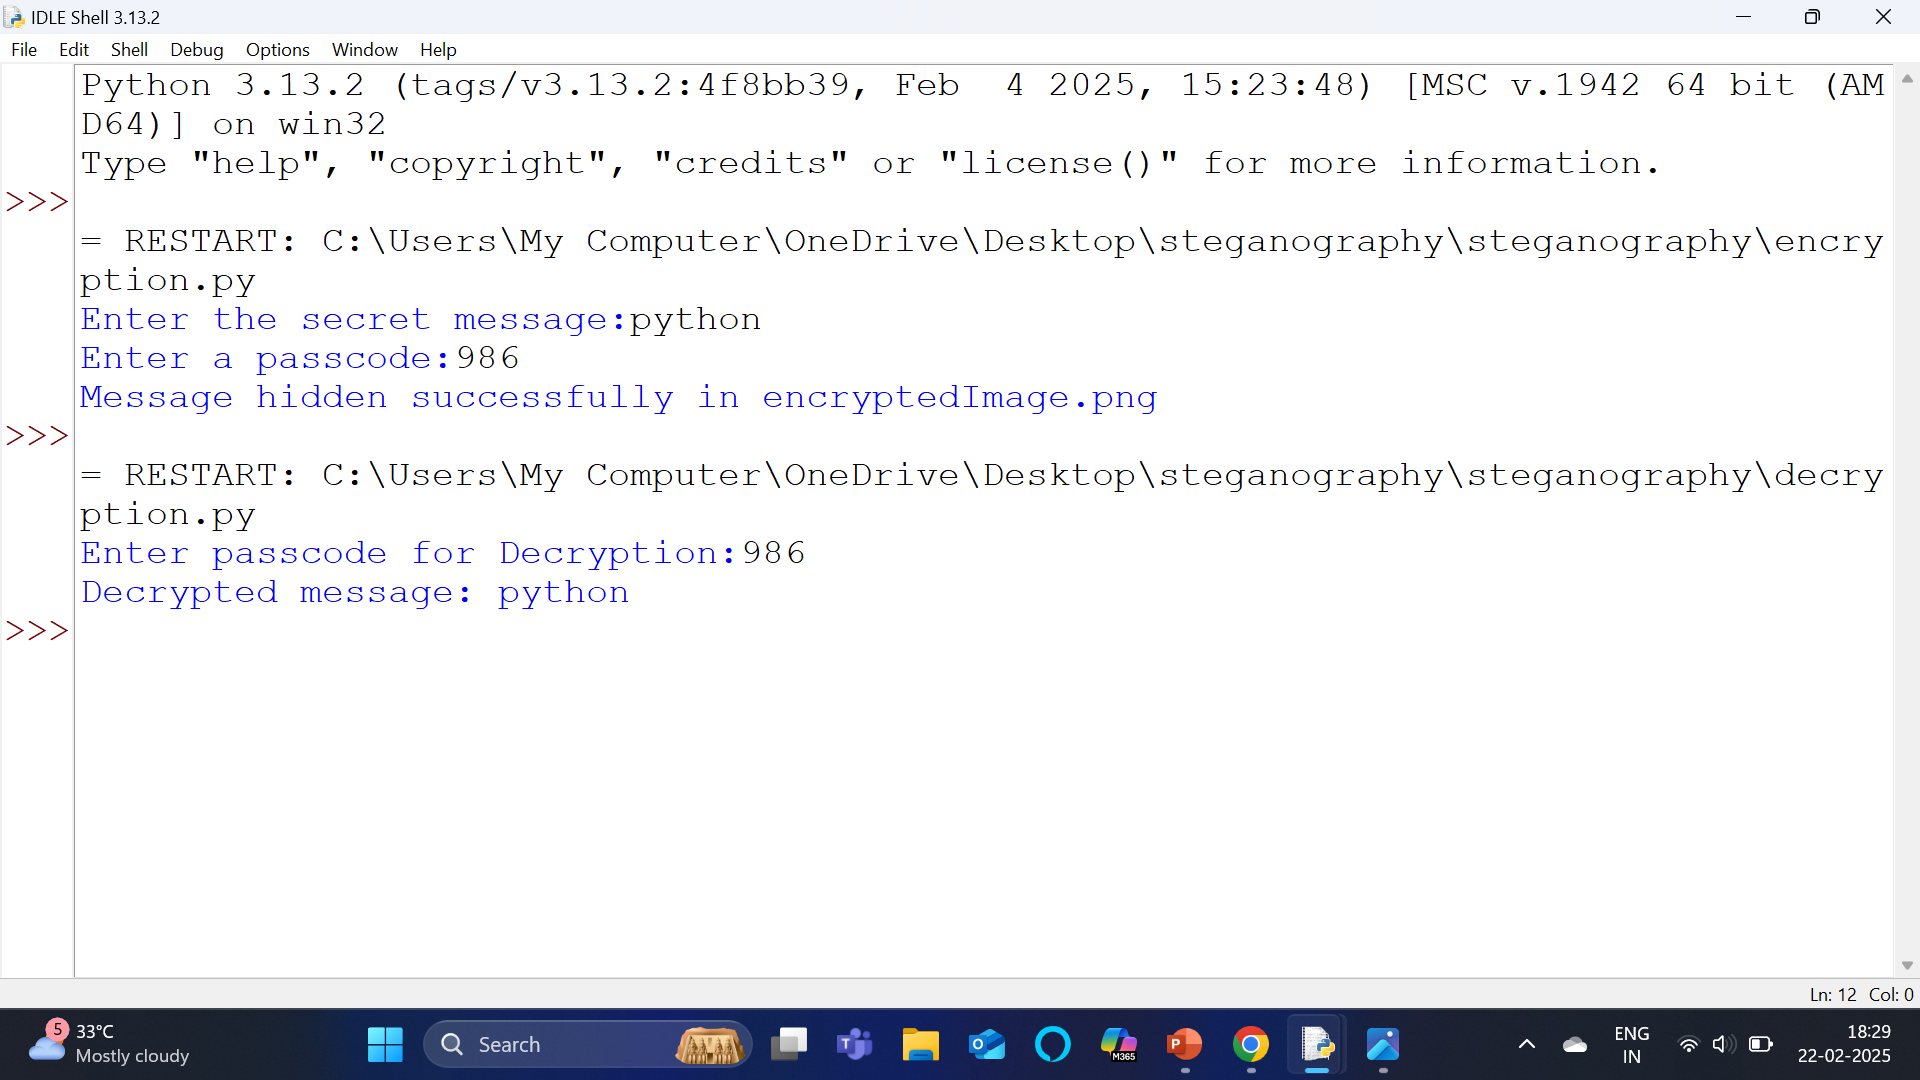 IDLE Shell 3.13.2
File Edit Shell Debug Options Window Help
Python 3.13.2 (tags/v3.13.2:4f8bb39, Feb  4 2025, 15:23:48) [MSC v.1942 64 bit (AM
D64)] on win32
Type "help", "copyright", "credits" or "license()" for more information.
>>>
= RESTART: C:\Users\My Computer\OneDrive\Desktop\steganography\steganography\encry
ption.py
Enter the secret message:python
Enter a passcode:986
Message hidden successfully in encryptedImage.png
>>>
= RESTART: C:\Users\My Computer\OneDrive\Desktop\steganography\steganography\decry
ption.py
Enter passcode for Decryption:986
Decrypted message: python
>>>
Ln: 12 Col: 0
5 33°C
Mostly cloudy
Search
M365
P
ENG
IN
18:29
22-02-2025